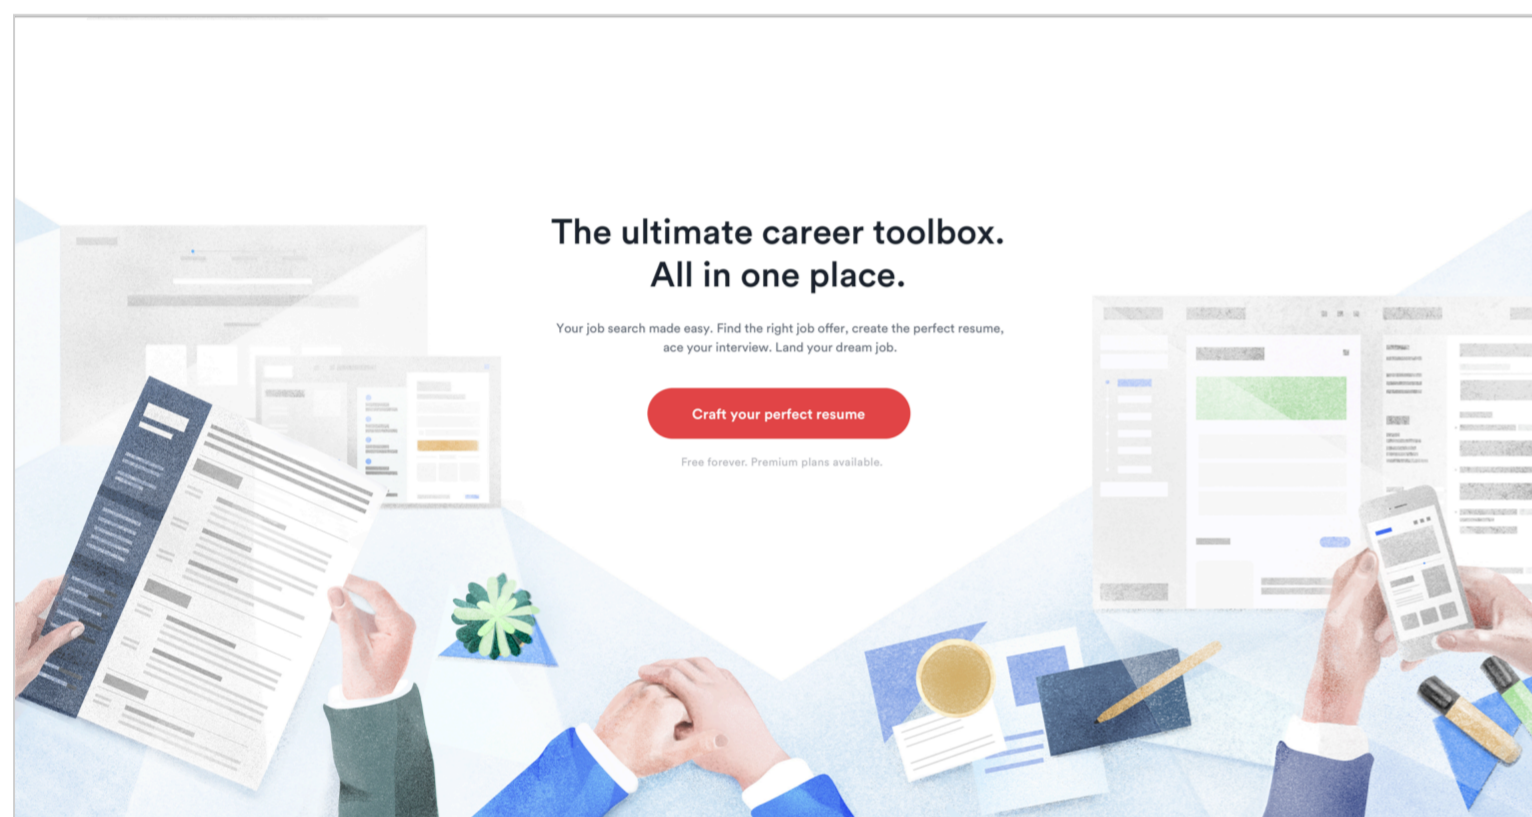 The ultimate career toolbox.
All in one place.
Your job search made easy. Find the right job offer, create the perfect resume,
ace your interview. Land your dream job.
Craft your perfect resume
Free forever. Premium plans available.